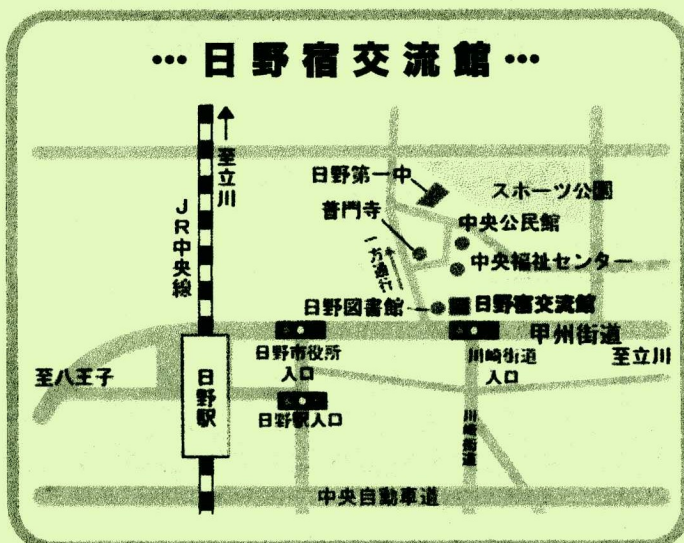 …日野宿交流館…
至立川
JR中央線
日野第一中
スポーツ公園
普門寺
中央公民館
一方通行
中央福祉センター
日野図書館
日野宿交流館
甲州街道
日野市役所
入口
川崎街道
入口
至立川
至八王子
日野駅
日野駅入口
川崎街道
中央自動車道